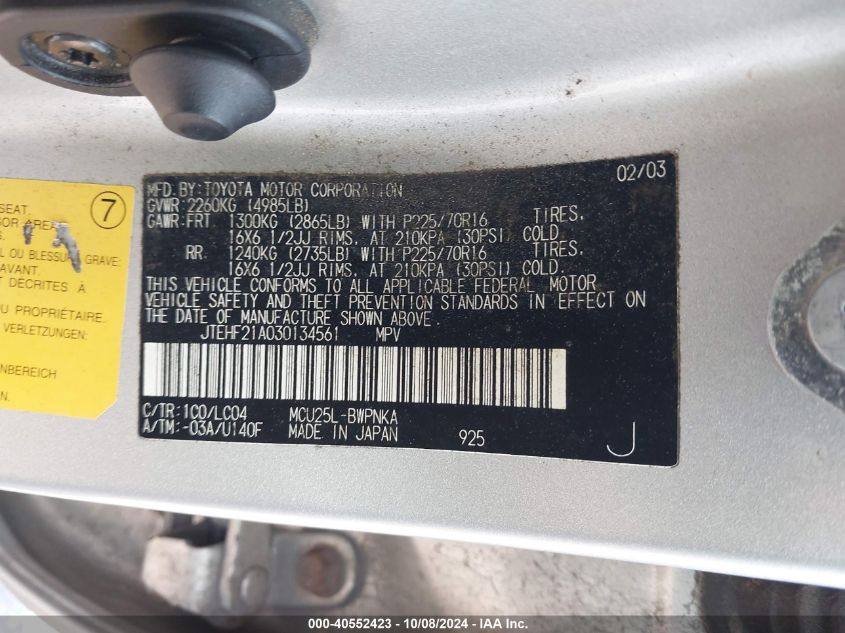 7
SEAT.
SOR AREA
L OU BLESSURE GRAVE:
AVANT.
T DÉCRITES À
U PROPRIÉTAIRE.
VERLETZUNGEN:
NBEREICH
02/03
MFD. BY:TOYOTA MOTOR CORPORATION
GVWR:2260KG (4985LB)
GAWR:FRT. 1300KG (2865LB) WITH P225/70R16 TIRES,
16X6 1/2JJ RIMS, AT 210KPA (30PSI) COLD.
RR. 1240KG (2735LB) WITH P225/70R16 TIRES,
16X6 1/2JJ RIMS, AT 210KPA (30PSI) COLD.
THIS VEHICLE CONFORMS TO ALL APPLICABLE FEDERAL MOTOR
VEHICLE SAFETY AND THEFT PREVENTION STANDARDS IN EFFECT ON
THE DATE OF MANUFACTURE SHOWN ABOVE.
JTEHF21A030134561 MPV
C/TR:1C0/LC04 MCU25L-BWPNKA
A/TM:-03A/U140F MADE IN JAPAN 925 J
000-40552423 - 10/08/2024 - IAA Inc.